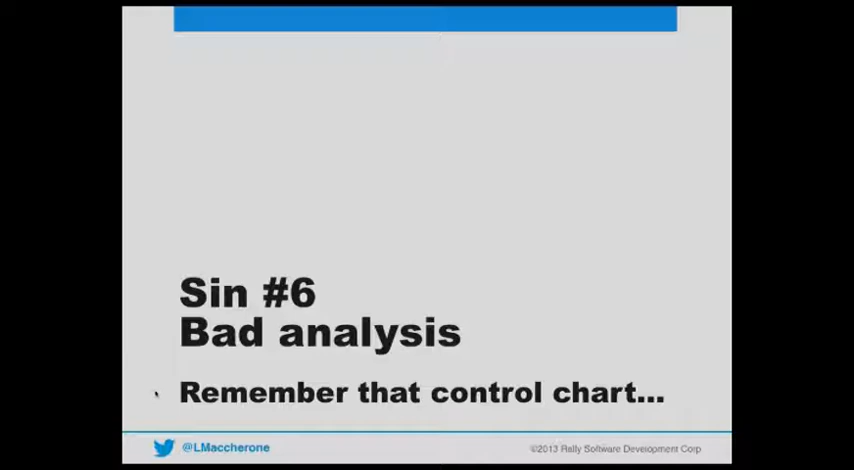 Sin #6
Bad analysis
Remember that control chart...
@LMaccherone
©2013 Rally Software Development Corp